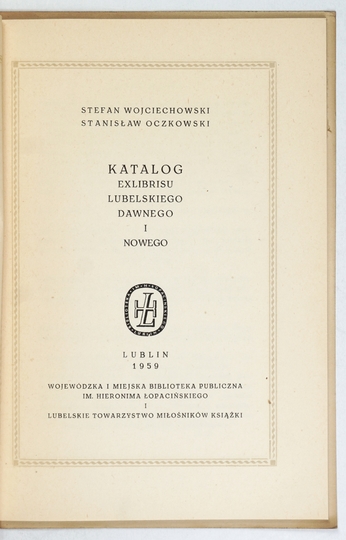 STEFAN WOJCIECHOWSKI
STANISŁAW OCZKOWSKI
KATALOG
EXLIBRISU
LUBELSKIEGO
DAWNEGO
I
NOWEGO
LUBLIN
1959
WOJEWÓDZKA I MIEJSKA BIBLIOTEKA PUBLICZNA
IM. HIERONIMA ŁOPACIŃSKIEGO
I
LUBELSKIE TOWARZYSTWO MIŁOŚNIKÓW KSIĄŻKI